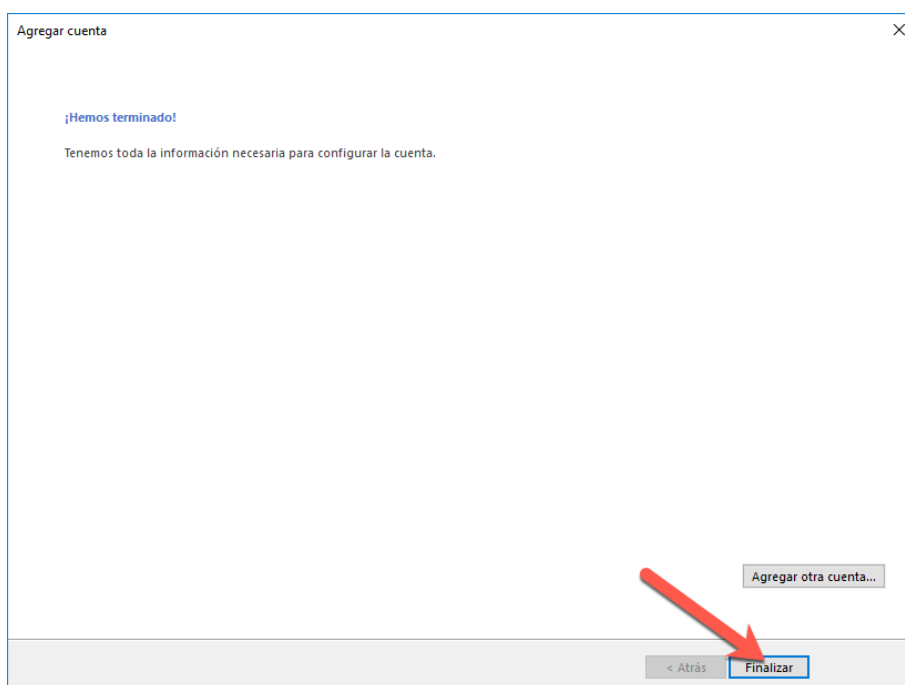 Agregar cuenta
¡Hemos terminado!
Tenemos toda la información necesaria para configurar la cuenta.
Agregar otra cuenta...
< Atrás
Finalizar